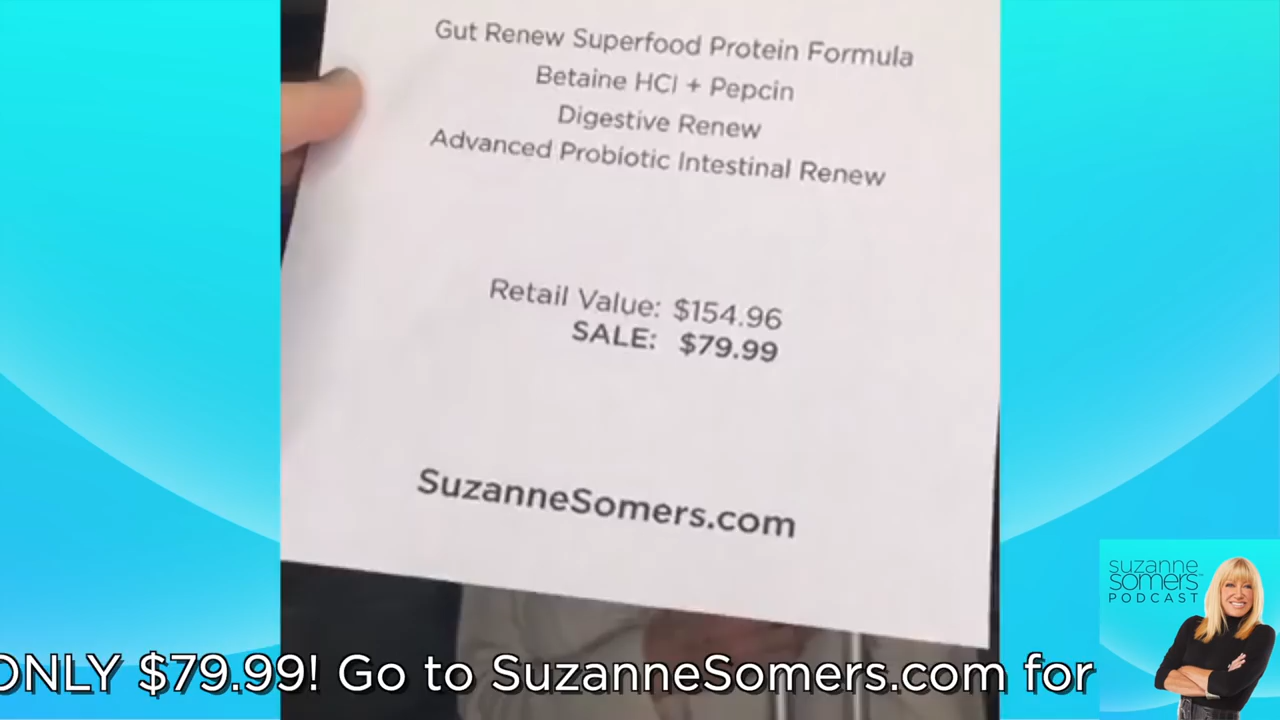 Gut Renew Superfood Protein Formula
Betaine HCl + Pepcin
Digestive Renew
Advanced Probiotic Intestinal Renew
Retail Value: $154.96
SALE: $79.99
SuzanneSomers.com
suzanne
somers
PODCAST
ONLY $79.99! Go to SuzanneSomers.com for